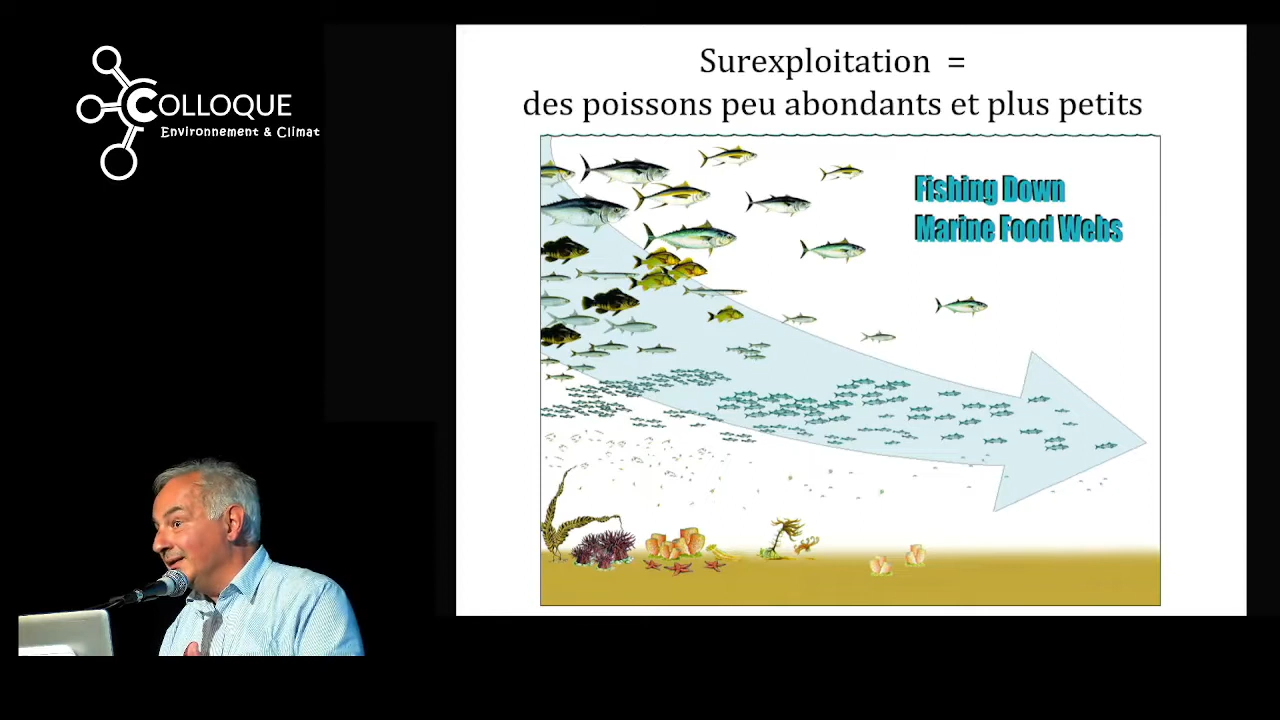 COLLOQUE
Environnement & Climat
Surexploitation =
des poissons peu abondants et plus petits
Fishing Down
Marine Food Webs